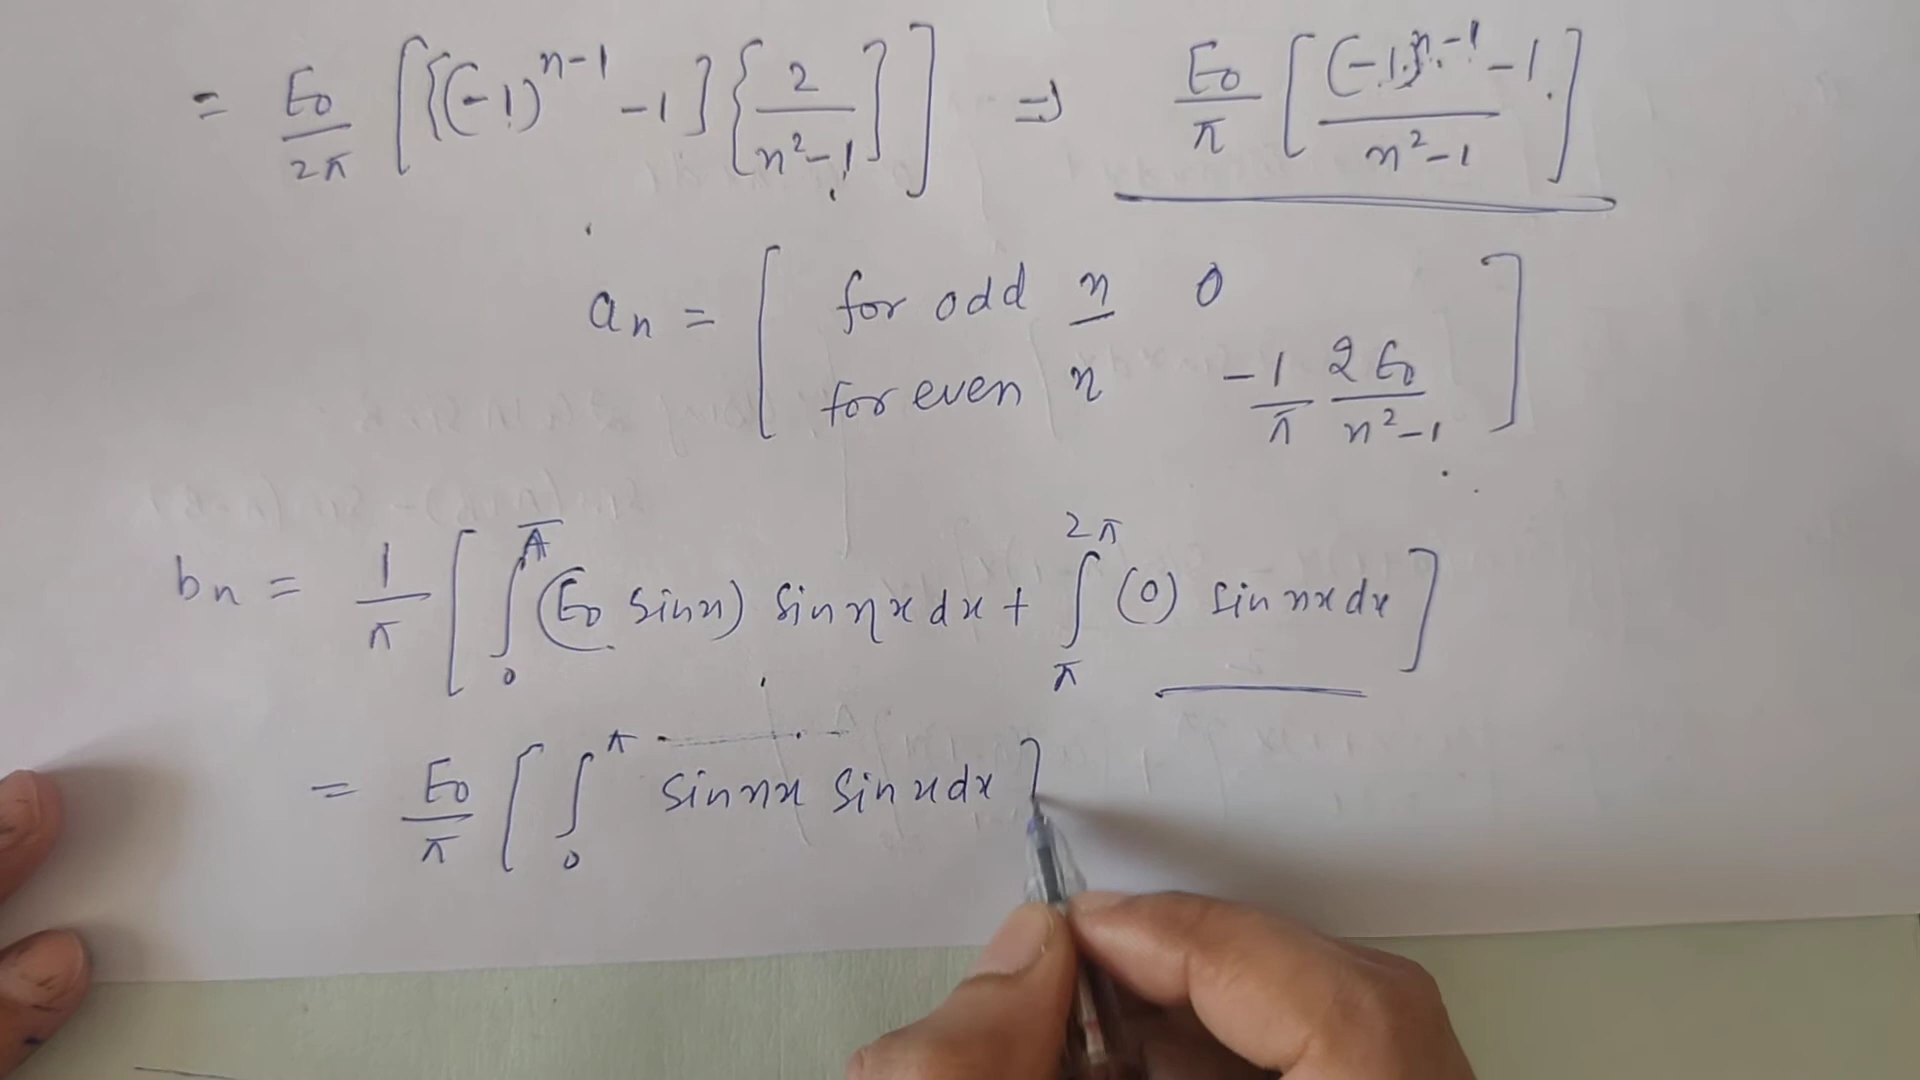 = E₀/2π [{(-1)ⁿ⁻¹ -1] {2/n²-1}] ⇒ E₀/π [(-1)ⁿ⁻¹ -1/n²-1]
aₙ = [for odd n 0
for even n -1/π 2E₀/n²-1]
bₙ = 1/π [∫₀^π (E₀ sinx) sin nx dx + ∫π^2π (0) sin nx dx]
= E₀/π [∫₀^π sin nx sin x dx]